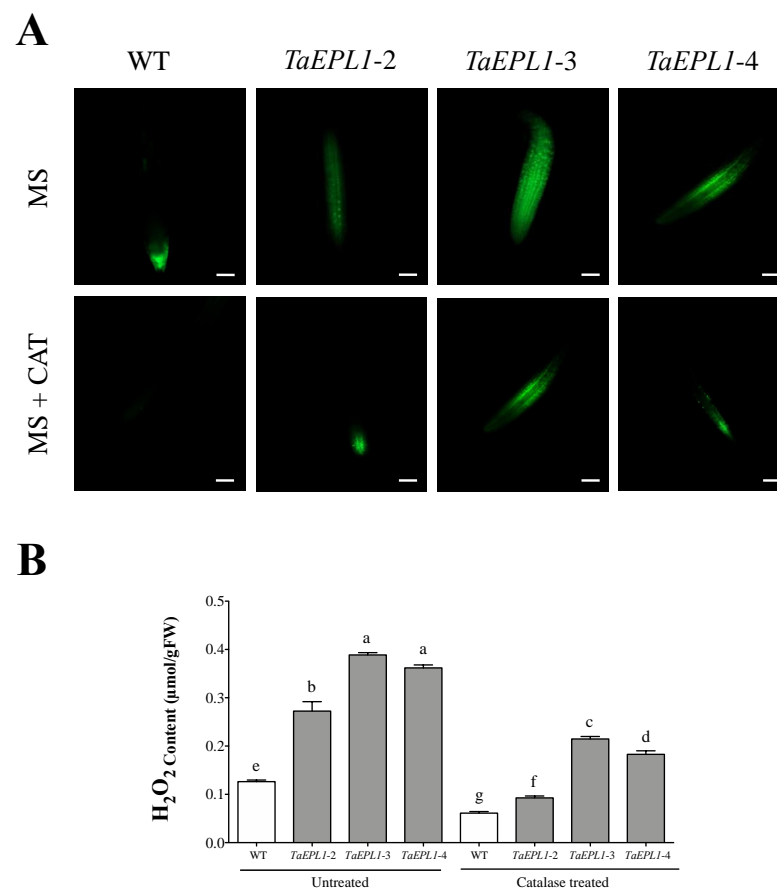 A
WT TaEPL1-2 TaEPL1-3 TaEPL1-4
MS
MS + CAT
B
H₂O₂ Content (μmol/gFW)
0.5
0.4
0.3
0.2
0.1
0.0
e b a a g f c d
WT TaEPL1-2 TaEPL1-3 TaEPL1-4 WT TaEPL1-2 TaEPL1-3 TaEPL1-4
Untreated Catalase treated